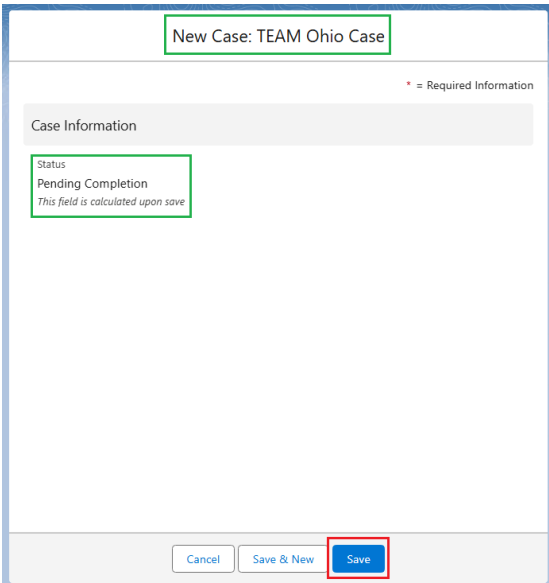 New Case: TEAM Ohio Case
* = Required Information
Case Information
Status
Pending Completion
This field is calculated upon save
Cancel
Save & New
Save